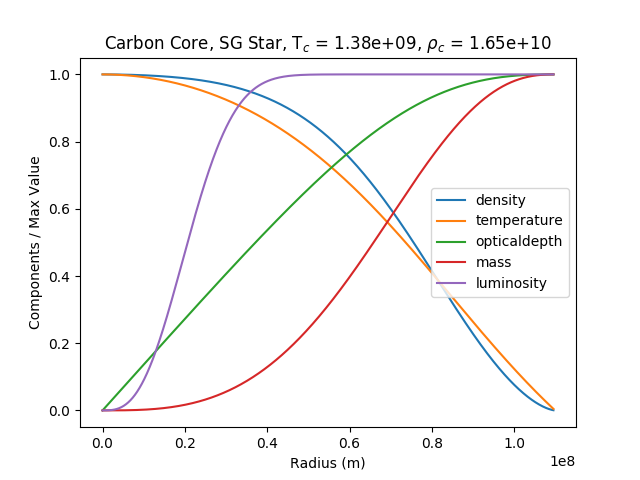 Carbon Core, SG Star, T_c = 1.38e+09, ρ_c = 1.65e+10
Components / Max Value
1.0
0.8
0.6
0.4
0.2
0.0
density
temperature
opticaldepth
mass
luminosity
0.0 0.2 0.4 0.6 0.8 1.0
1e8
Radius (m)